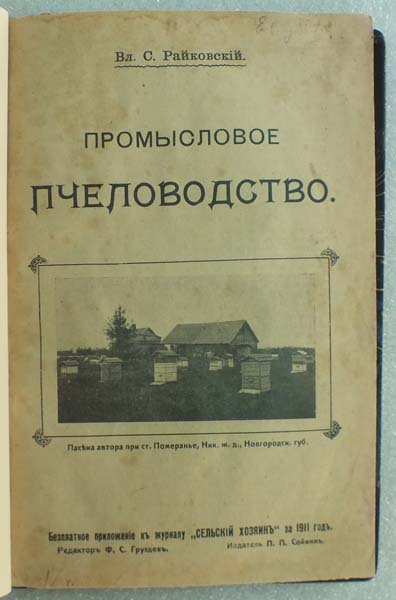 Вл. С. Райковскій.
ПРОМЫСЛОВОЕ
ПЧЕЛОВОДСТВО.
Пасѣка автора при ст. Померанье, Ник. ж. д., Новгородск. губ.
Безплатное приложеніе къ журналу „СЕЛЬСКІЙ ХОЗЯИНЪ" за 1911 годъ.
Редакторъ Ф. С. Груздевъ. Издатель П. П. Сойкинъ.